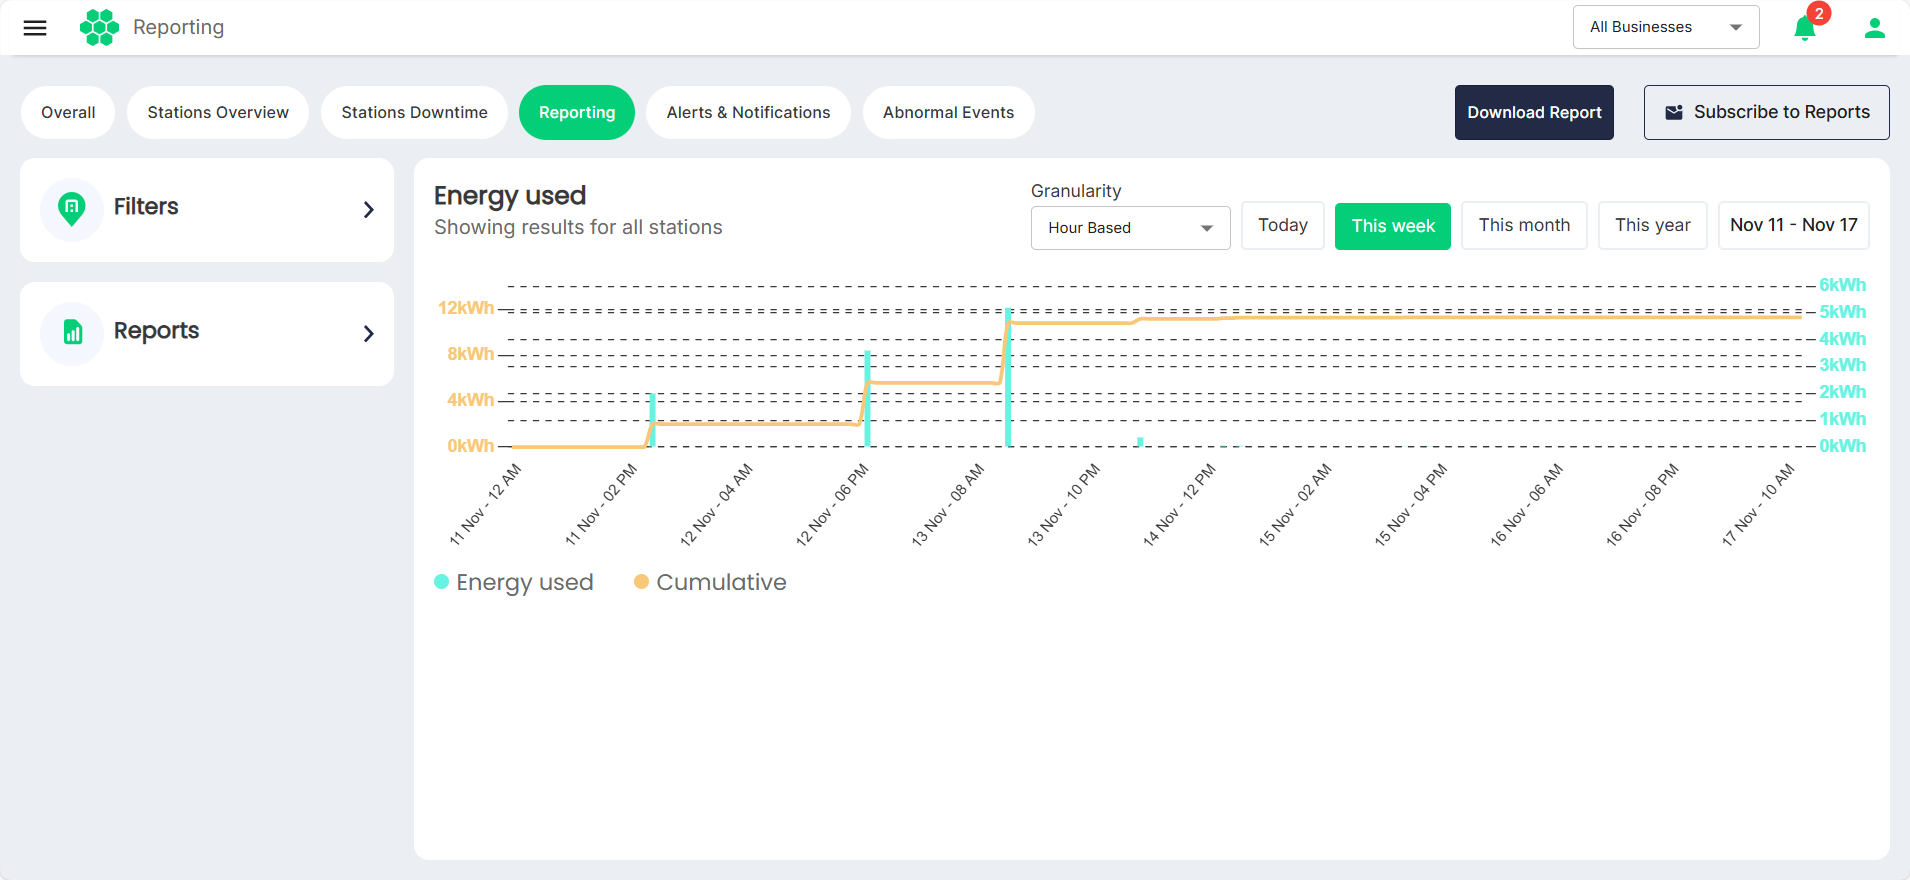 Reporting
All Businesses
2
Overall
Stations Overview
Stations Downtime
Reporting
Alerts & Notifications
Abnormal Events
Download Report
Subscribe to Reports
Filters
Reports
Energy used
Showing results for all stations
Granularity
Hour Based
Today
This week
This month
This year
Nov 11 - Nov 17
12kWh
8kWh
4kWh
0kWh
6kWh
5kWh
4kWh
3kWh
2kWh
1kWh
0kWh
11 Nov - 12 AM
11 Nov - 02 PM
12 Nov - 04 AM
12 Nov - 06 PM
13 Nov - 08 AM
13 Nov - 10 PM
14 Nov - 12 PM
15 Nov - 02 AM
15 Nov - 04 PM
16 Nov - 06 AM
16 Nov - 08 PM
17 Nov - 10 AM
Energy used
Cumulative